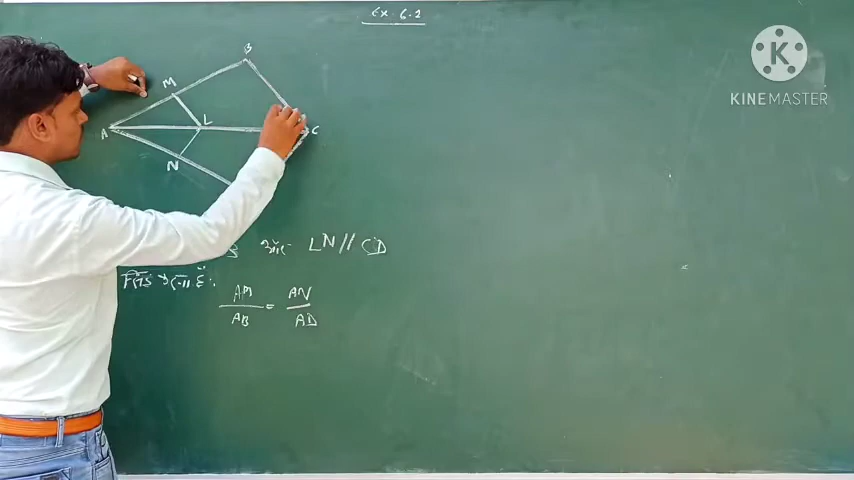 Ex-6.2
K
KINEMASTER
B
M
A
L
C
N
और LN // CD
सिद्ध करना है :-
AM/AB = AN/AD